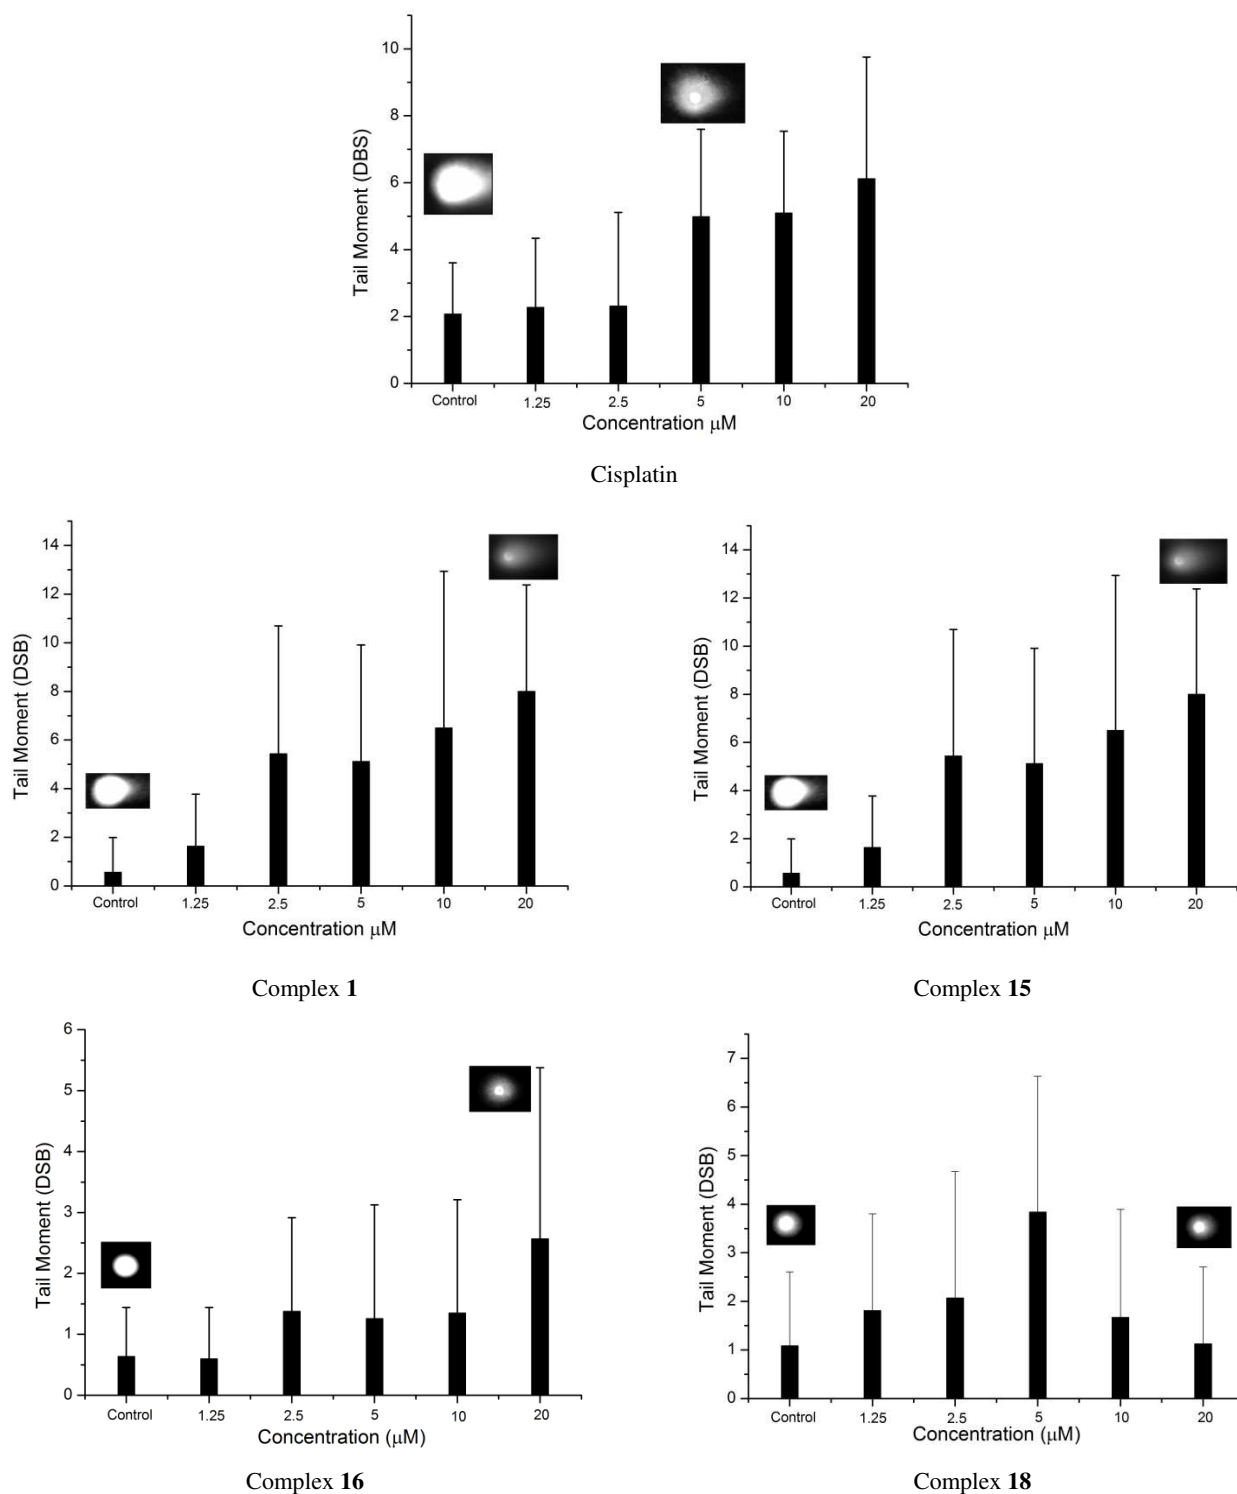 10
8
6
4
2
0
Tail Moment (DBS)
Control 1.25 2.5 5 10 20
Concentration μM
Cisplatin
14
12
10
8
6
4
2
0
Tail Moment (DSB)
Control 1.25 2.5 5 10 20
Concentration μM
Complex 1
14
12
10
8
6
4
2
0
Tail Moment (DSB)
Control 1.25 2.5 5 10 20
Concentration μM
Complex 15
6
5
4
3
2
1
0
Tail Moment (DSB)
Control 1.25 2.5 5 10 20
Concentration (μM)
Complex 16
7
6
5
4
3
2
1
0
Tail Moment (DSB)
Control 1.25 2.5 5 10 20
Concentration (μM)
Complex 18